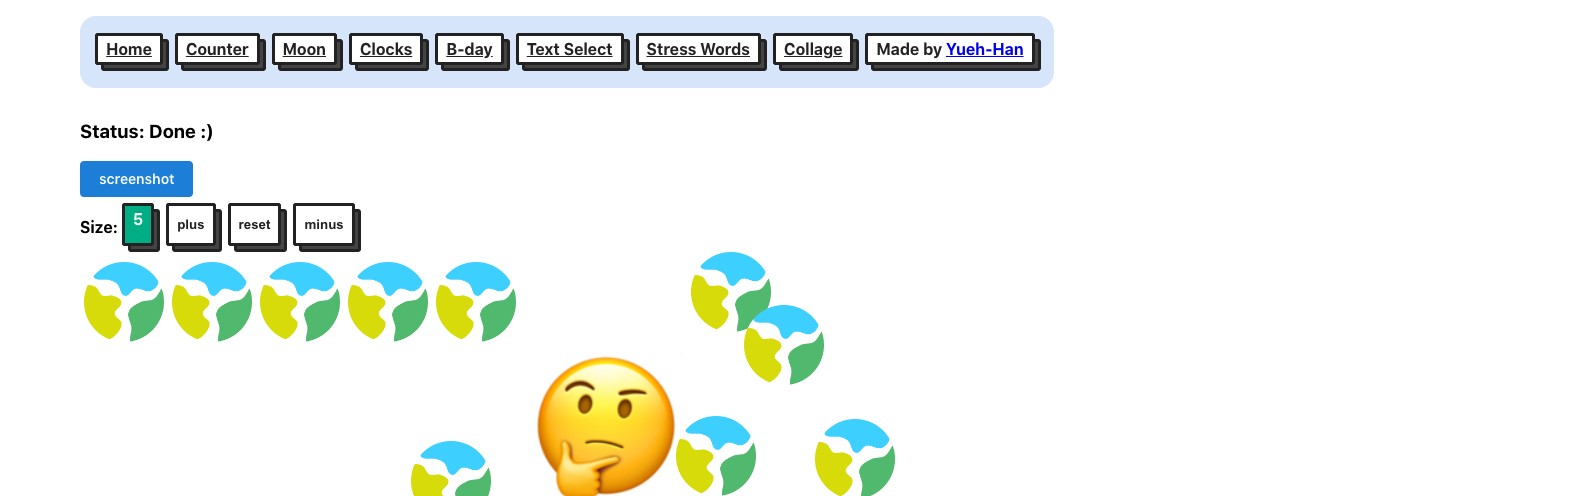 Home Counter Moon Clocks B-day Text Select Stress Words Collage Made by Yueh-Han
Status: Done :)
screenshot
Size: 5 plus reset minus